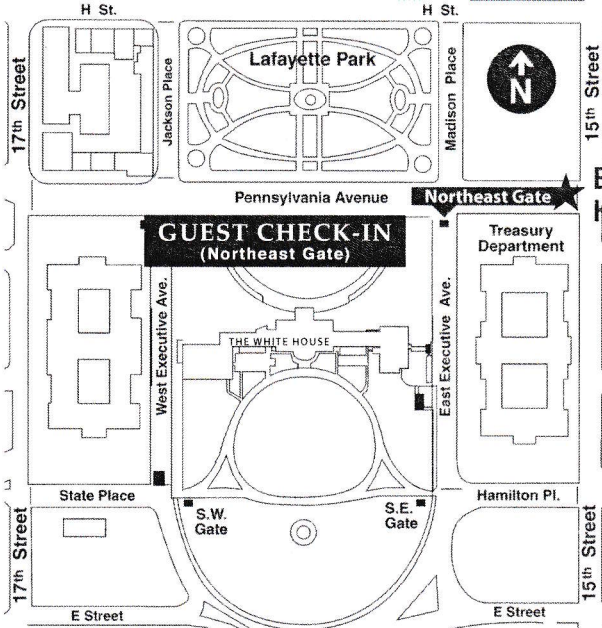 H St.
H St.
17th Street
Jackson Place
Lafayette Park
Madison Place
N
15th Street
Pennsylvania Avenue
Northeast Gate
GUEST CHECK-IN
(Northeast Gate)
Treasury
Department
West Executive Ave.
THE WHITE HOUSE
East Executive Ave.
State Place
Hamilton Pl.
S.W.
Gate
S.E.
Gate
17th Street
15th Street
E Street
E Street